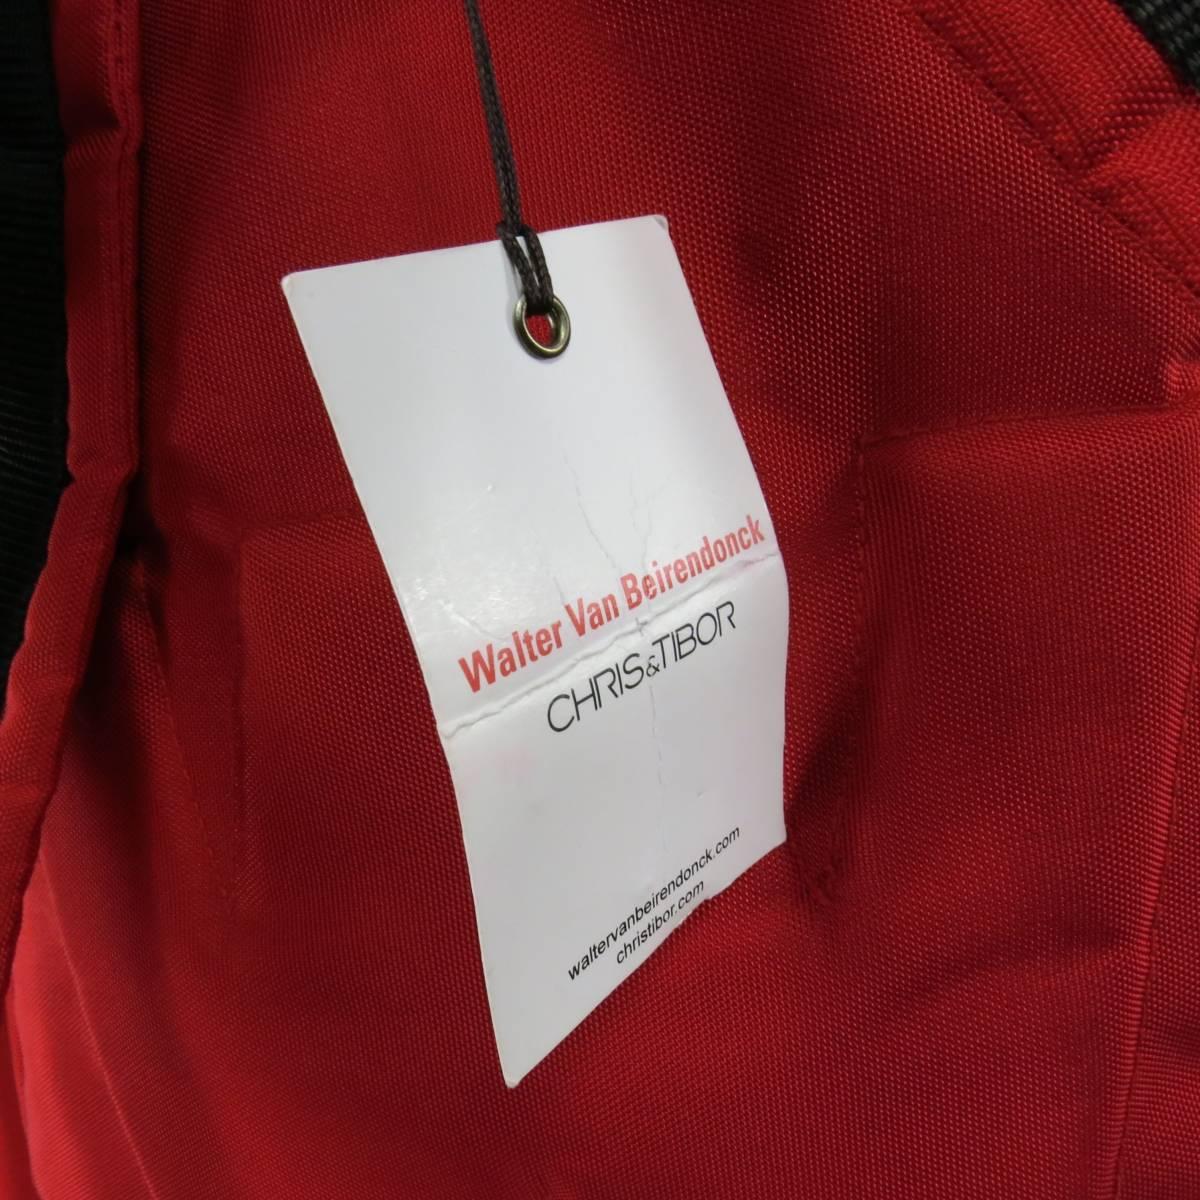 Walter Van Beirendonck
CHRIS&TIBOR
waltervanbeirendonck.com
christibor.com